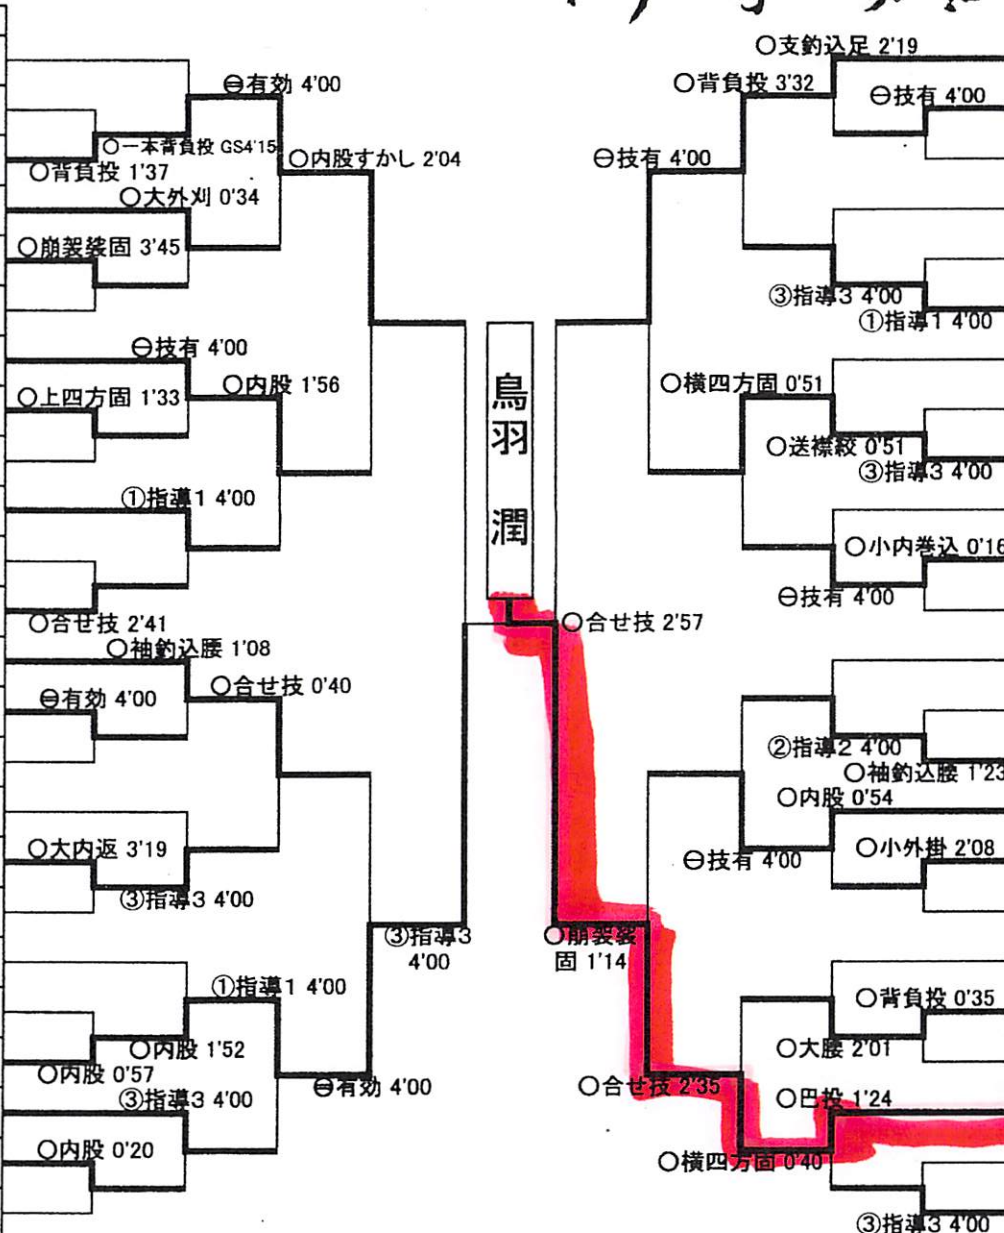 ⊖有効 4'00
○一本背負投 GS4'15
○背負投 1'37
○内股すかし 2'04
○大外刈 0'34
○崩袈裟固 3'45
⊖技有 4'00
○上四方固 1'33
○内股 1'56
①指導1 4'00
○合せ技 2'41
○袖釣込腰 1'08
⊖有効 4'00
○合せ技 0'40
○大内返 3'19
③指導3 4'00
①指導1 4'00
○内股 1'52
○内股 0'57
③指導3 4'00
○内股 0'20
⊖有効 4'00
③指導3
4'00
鳥羽 潤
○合せ技 2'57
○崩袈裟
固 1'14
○支釣込足 2'19
○背負投 3'32
⊖技有 4'00
⊖技有 4'00
③指導3 4'00
①指導1 4'00
○横四方固 0'51
○送襟絞 0'51
③指導3 4'00
○小内巻込 0'16
⊖技有 4'00
②指導2 4'00
○袖釣込腰 1'23
○内股 0'54
⊖技有 4'00
○小外掛 2'08
○背負投 0'35
○大腰 2'01
○合せ技 2'35
○巴投 1'24
○横四方固 0'40
③指導3 4'00